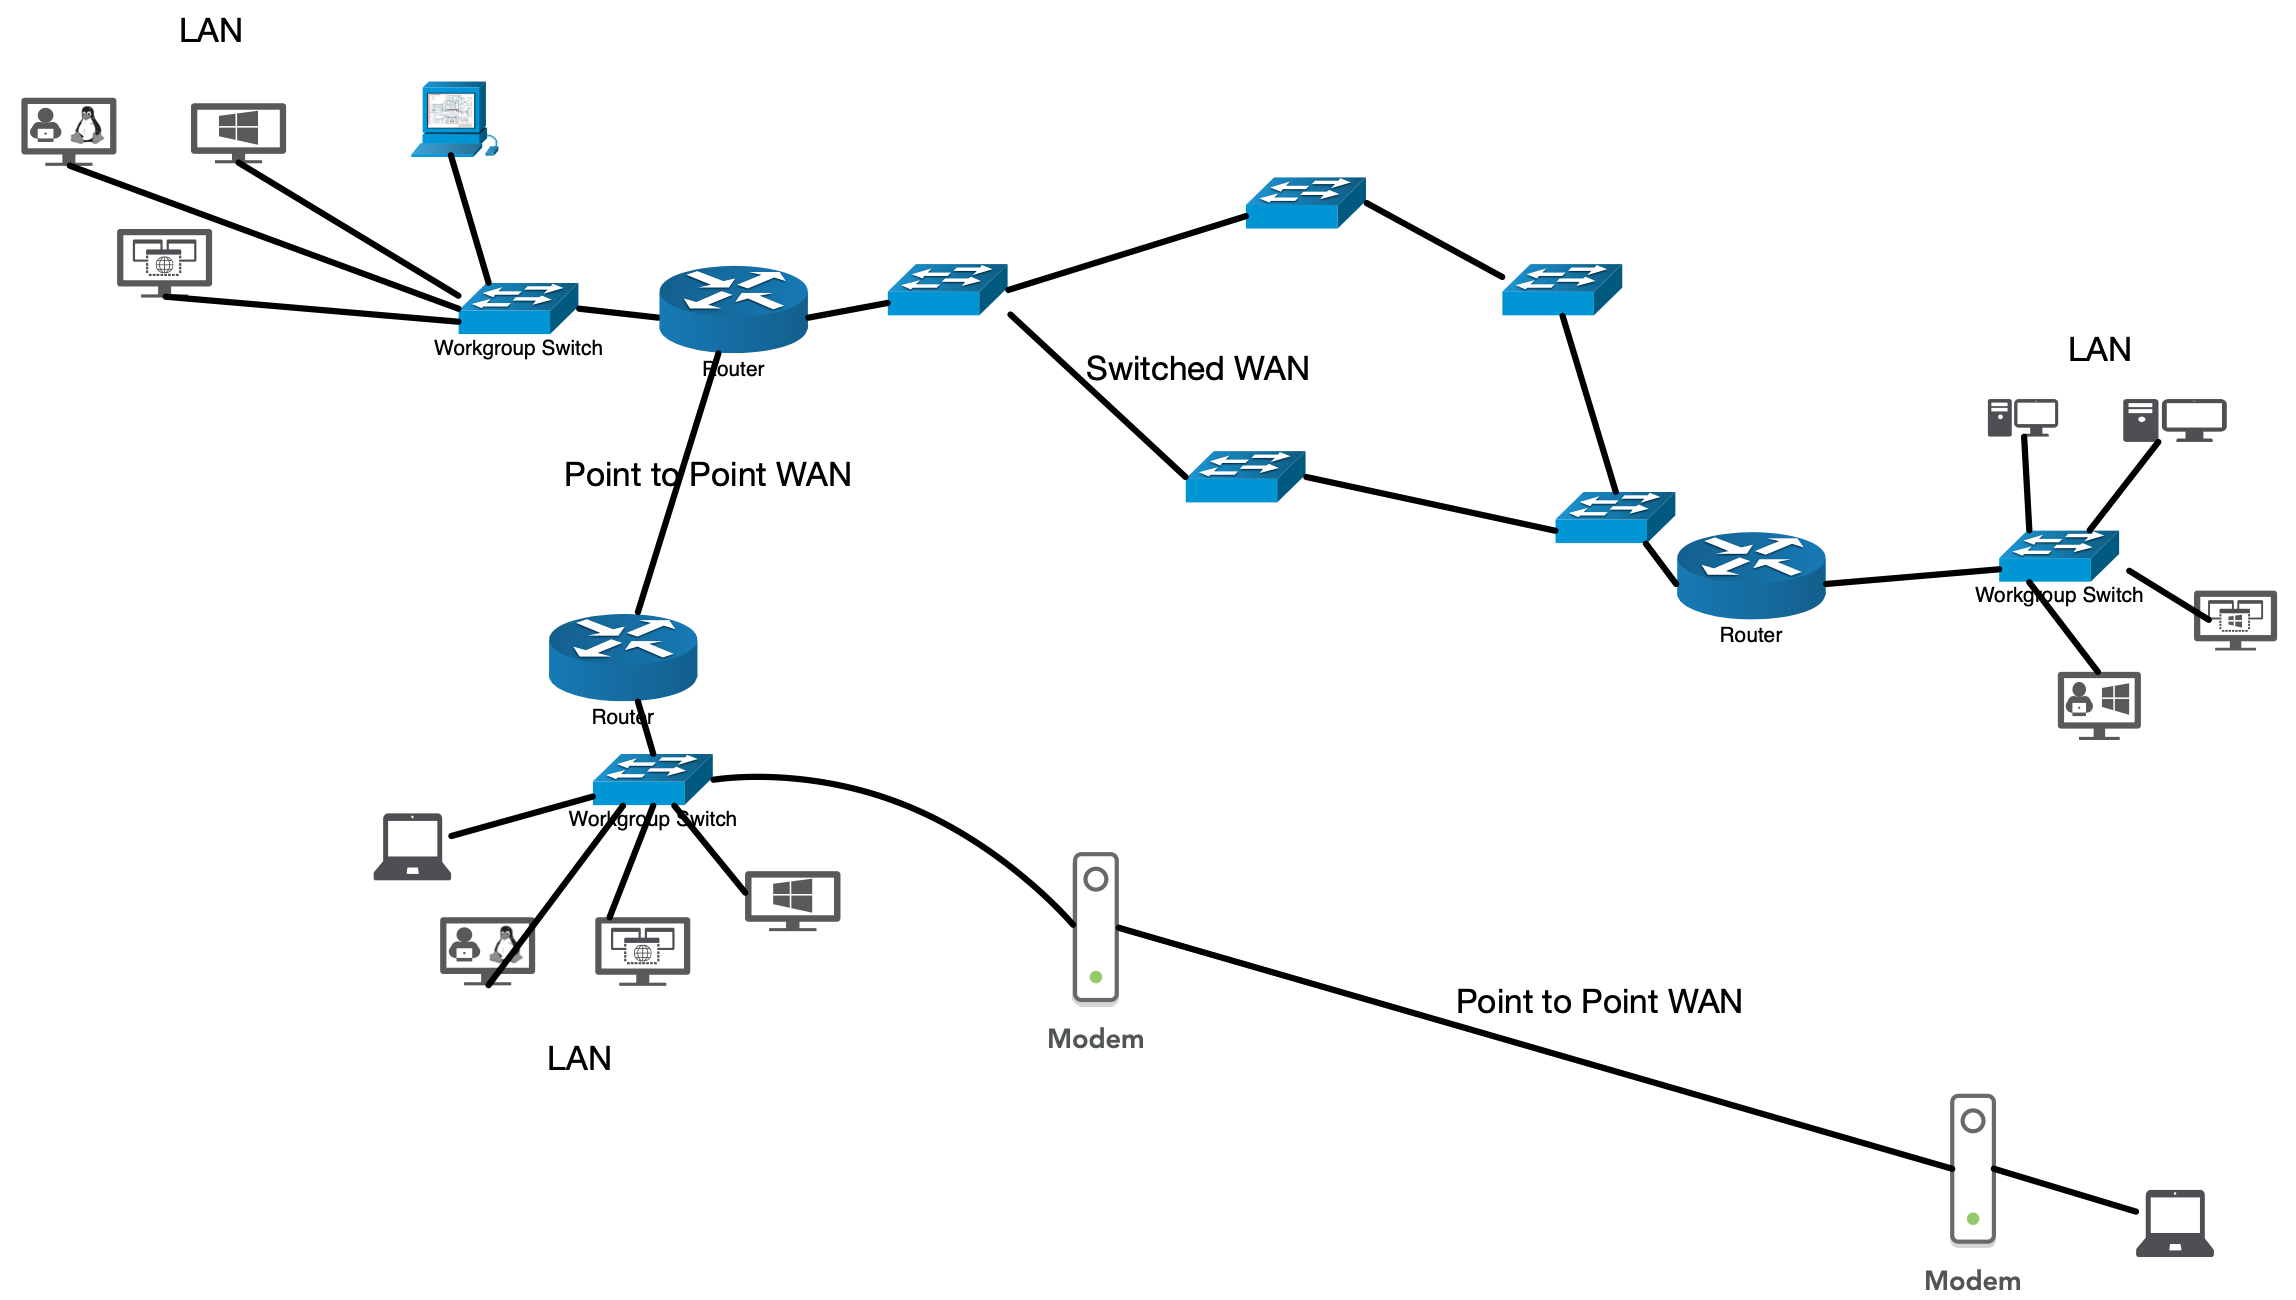 LAN
Workgroup Switch
Router
Switched WAN
LAN
Point to Point WAN
Workgroup Switch
Router
Router
Workgroup Switch
Point to Point WAN
Modem
LAN
Modem